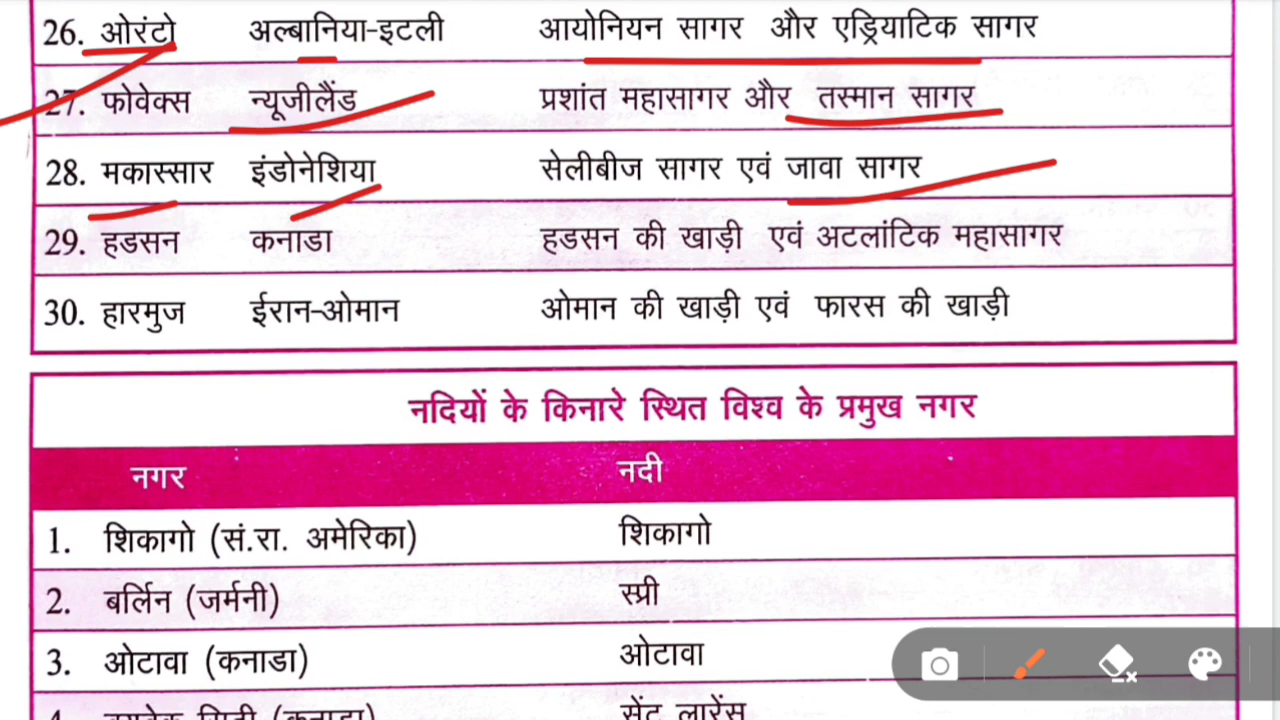 26. ओरंटो अल्बानिया-इटली आयोनियन सागर और एड्रियाटिक सागर
27. फोवेक्स न्यूजीलैंड प्रशांत महासागर और तस्मान सागर
28. मकास्सार इंडोनेशिया सेलीबीज सागर एवं जावा सागर
29. हडसन कनाडा हडसन की खाड़ी एवं अटलांटिक महासागर
30. हारमुज ईरान-ओमान ओमान की खाड़ी एवं फारस की खाड़ी
नदियों के किनारे स्थित विश्व के प्रमुख नगर
नगर नदी
1. शिकागो (सं.रा. अमेरिका) शिकागो
2. बर्लिन (जर्मनी) स्प्री
3. ओटावा (कनाडा) ओटावा
सेंट लारेंस